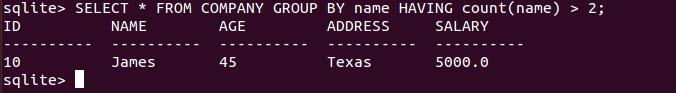 sqlite> SELECT * FROM COMPANY GROUP BY name HAVING count(name) > 2;
ID          NAME        AGE         ADDRESS     SALARY
----------  ----------  ----------  ----------  ----------
10          James       45          Texas       5000.0
sqlite>